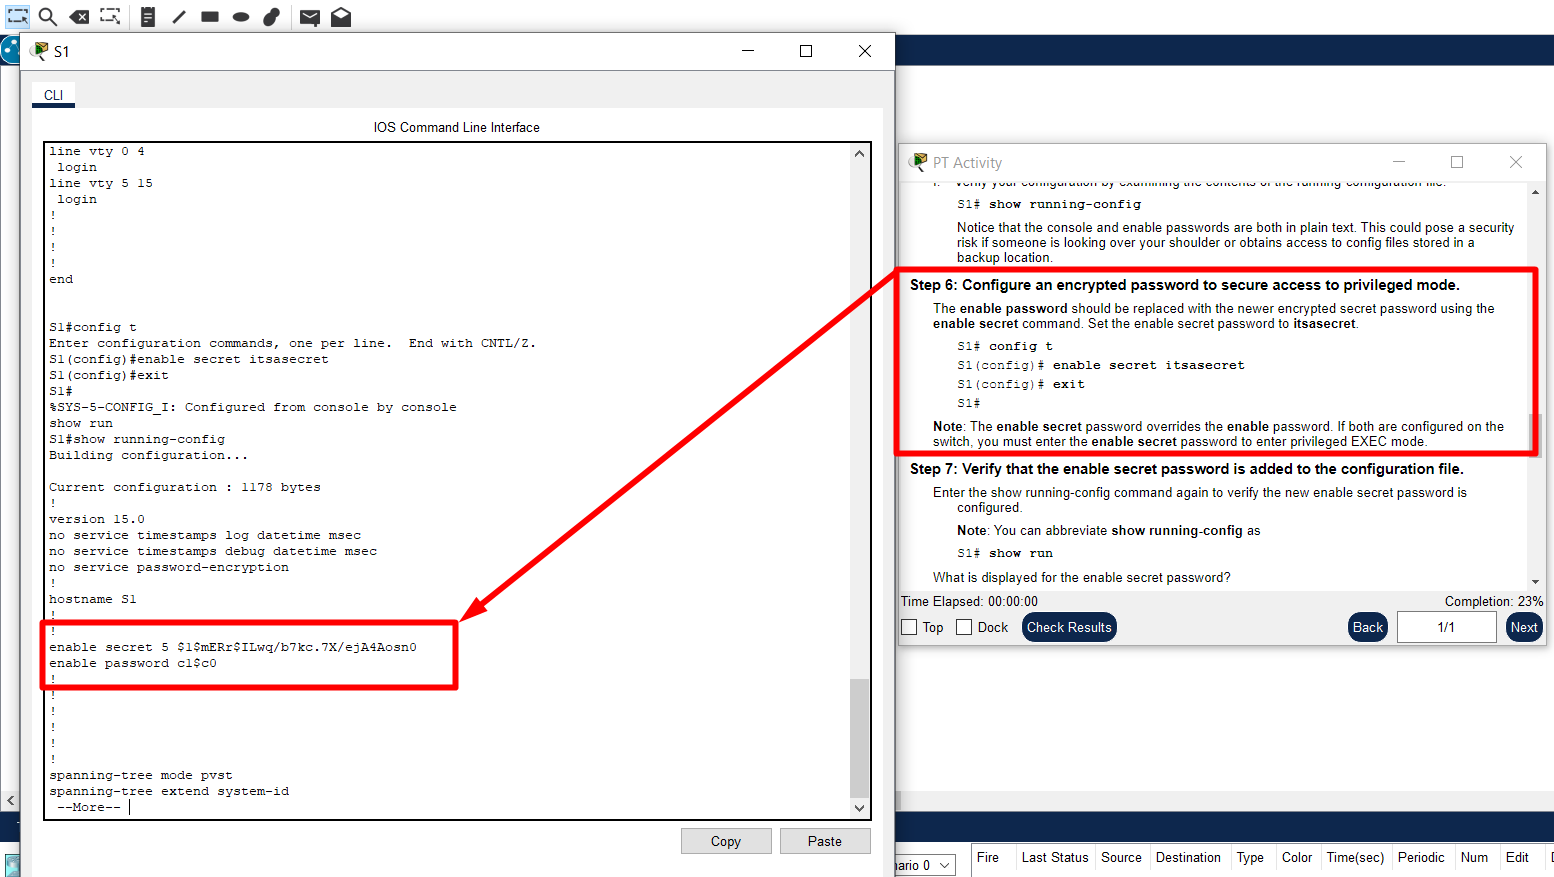 S1
CLI
IOS Command Line Interface
line vty 0 4
login
line vty 5 15
login
!
!
!
!
end
S1#config t
Enter configuration commands, one per line.  End with CNTL/Z.
S1(config)#enable secret itsasecret
S1(config)#exit
S1#
%SYS-5-CONFIG_I: Configured from console by console
show run
S1#show running-config
Building configuration...
Current configuration : 1178 bytes
!
version 15.0
no service timestamps log datetime msec
no service timestamps debug datetime msec
no service password-encryption
!
hostname S1
!
!
enable secret 5 $1$mERr$ILwq/b7kc.7X/ejA4Aosn0
enable password c1$c0
!
!
!
!
!
!
spanning-tree mode pvst
spanning-tree extend system-id
--More--
Copy
Paste
PT Activity
Verify your configuration by examining the contents of the running-configuration file.
S1# show running-config
Notice that the console and enable passwords are both in plain text. This could pose a security
risk if someone is looking over your shoulder or obtains access to config files stored in a
backup location.
Step 6: Configure an encrypted password to secure access to privileged mode.
The enable password should be replaced with the newer encrypted secret password using the
enable secret command. Set the enable secret password to itsasecret.
S1# config t
S1(config)# enable secret itsasecret
S1(config)# exit
S1#
Note: The enable secret password overrides the enable password. If both are configured on the
switch, you must enter the enable secret password to enter privileged EXEC mode.
Step 7: Verify that the enable secret password is added to the configuration file.
Enter the show running-config command again to verify the new enable secret password is
configured.
Note: You can abbreviate show running-config as
S1# show run
What is displayed for the enable secret password?
Time Elapsed: 00:00:00
Completion: 23%
Top
Dock
Check Results
Back
1/1
Next
nario 0
Fire
Last Status
Source
Destination
Type
Color
Time(sec)
Periodic
Num
Edit